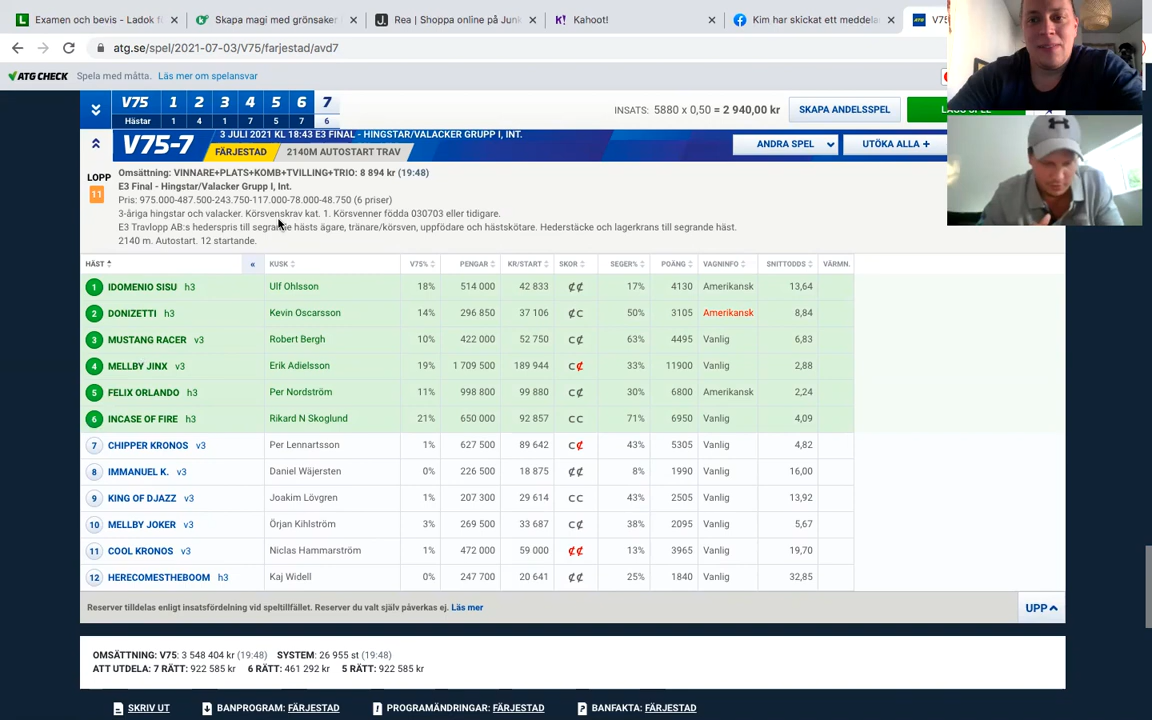 Examen och bevis - Ladok f
Skapa magi med grönsaker
Rea | Shoppa online på Junk
Kahoot!
Kim har skickat ett meddela
V75
atg.se/spel/2021-07-03/V75/farjestad/avd7
ATG CHECK Spela med måtta. Läs mer om spelansvar
V75 1 2 3 4 5 6 7
Hästar 1 4 1 7 5 7 6
INSATS: 5880 x 0,50 = 2 940,00 kr SKAPA ANDELSSPEL
V75-7 3 JULI 2021 KL 18:43 E3 FINAL - HINGSTAR/VALACKER GRUPP I, INT.
FÄRJESTAD 2140M AUTOSTART TRAV ANDRA SPEL UTÖKA ALLA +
LOPP 11
Omsättning: VINNARE+PLATS+KOMB+TVILLING+TRIO: 8 894 kr (19:48)
E3 Final - Hingstar/Valacker Grupp I, Int.
Pris: 975.000-487.500-243.750-117.000-78.000-48.750 (6 priser)
3-åriga hingstar och valacker. Körsvenskrav kat. 1. Körsvenner födda 030703 eller tidigare.
E3 Travlopp AB:s hederspris till segrande hästs ägare, tränare/körsven, uppfödare och hästskötare. Hederstäcke och lagerkrans till segrande häst.
2140 m. Autostart. 12 startande.
HÄST « KUSK V75% PENGAR KR/START SKOR SEGER% POÄNG VAGNINFO SNITTODDS VÄRMN.
1 IDOMENIO SISU h3 Ulf Ohlsson 18% 514 000 42 833 ȼȼ 17% 4130 Amerikansk 13,64
2 DONIZETTI h3 Kevin Oscarsson 14% 296 850 37 106 ȼc 50% 3105 Amerikansk 8,84
3 MUSTANG RACER v3 Robert Bergh 10% 422 000 52 750 cȼ 63% 4495 Vanlig 6,83
4 MELLBY JINX v3 Erik Adielsson 19% 1 709 500 189 944 cȼ 33% 11900 Vanlig 2,88
5 FELIX ORLANDO h3 Per Nordström 11% 998 800 99 880 cȼ 30% 6800 Amerikansk 2,24
6 INCASE OF FIRE h3 Rikard N Skoglund 21% 650 000 92 857 cc 71% 6950 Vanlig 4,09
7 CHIPPER KRONOS v3 Per Lennartsson 1% 627 500 89 642 cȼ 43% 5305 Vanlig 4,82
8 IMMANUEL K. v3 Daniel Wäjersten 0% 226 500 18 875 ȼȼ 8% 1990 Vanlig 16,00
9 KING OF DJAZZ v3 Joakim Lövgren 1% 207 300 29 614 cc 43% 2505 Vanlig 13,92
10 MELLBY JOKER v3 Örjan Kihlström 3% 269 500 33 687 cȼ 38% 2095 Vanlig 5,67
11 COOL KRONOS v3 Niclas Hammarström 1% 472 000 59 000 ȼȼ 13% 3965 Vanlig 19,70
12 HERECOMESTHEBOOM h3 Kaj Widell 0% 247 700 20 641 ȼȼ 25% 1840 Vanlig 32,85
Reserver tilldelas enligt insatsfördelning vid speltillfället. Reserver du valt själv påverkas ej. Läs mer
UPP
OMSÄTTNING: V75: 3 548 404 kr (19:48) SYSTEM: 26 955 st (19:48)
ATT UTDELA: 7 RÄTT: 922 585 kr 6 RÄTT: 461 292 kr 5 RÄTT: 922 585 kr
SKRIV UT BANPROGRAM: FÄRJESTAD PROGRAMÄNDRINGAR: FÄRJESTAD BANFAKTA: FÄRJESTAD